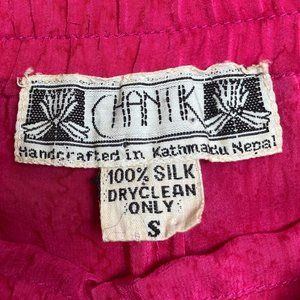 CHANTIK
Handcrafted in Kathmandu Nepal
100% SILK
DRYCLEAN
ONLY
S